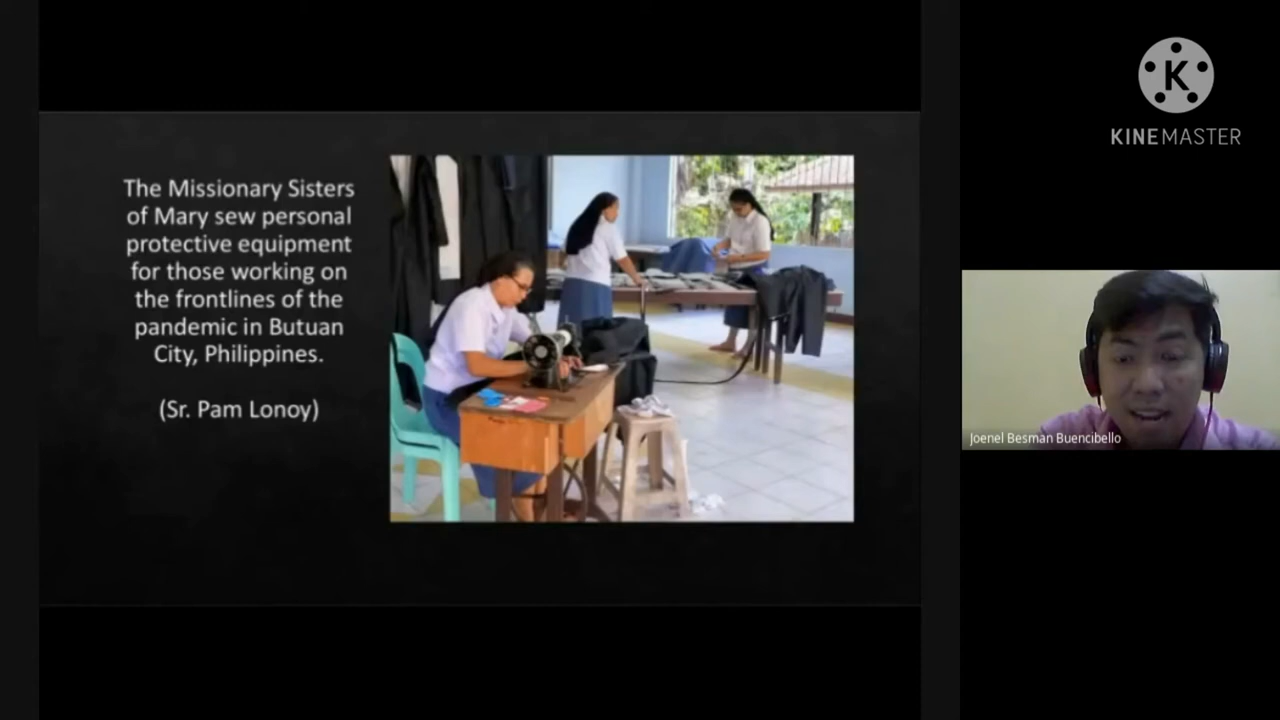 The Missionary Sisters
of Mary sew personal
protective equipment
for those working on
the frontlines of the
pandemic in Butuan
City, Philippines.
(Sr. Pam Lonoy)
K
KINEMASTER
Joenel Besman Buencibello